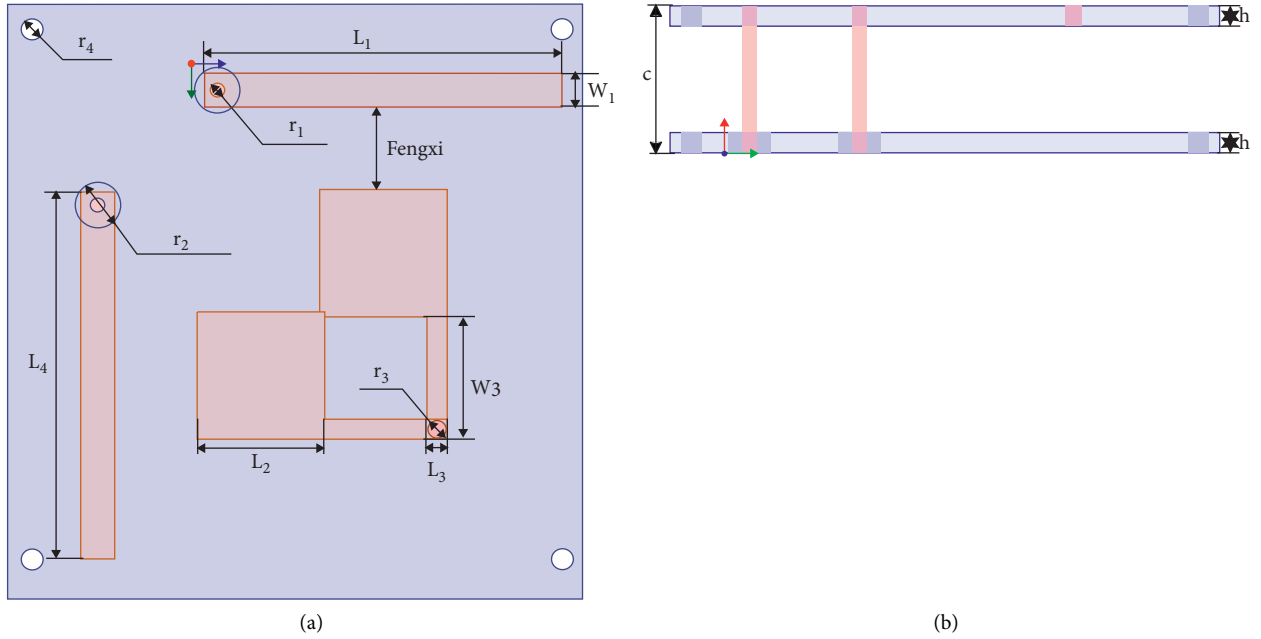 r₄
L₁
W₁
r₁
Fengxi
r₂
L₄
r₃
W3
L₂
L₃
(a)
h
c
h
(b)